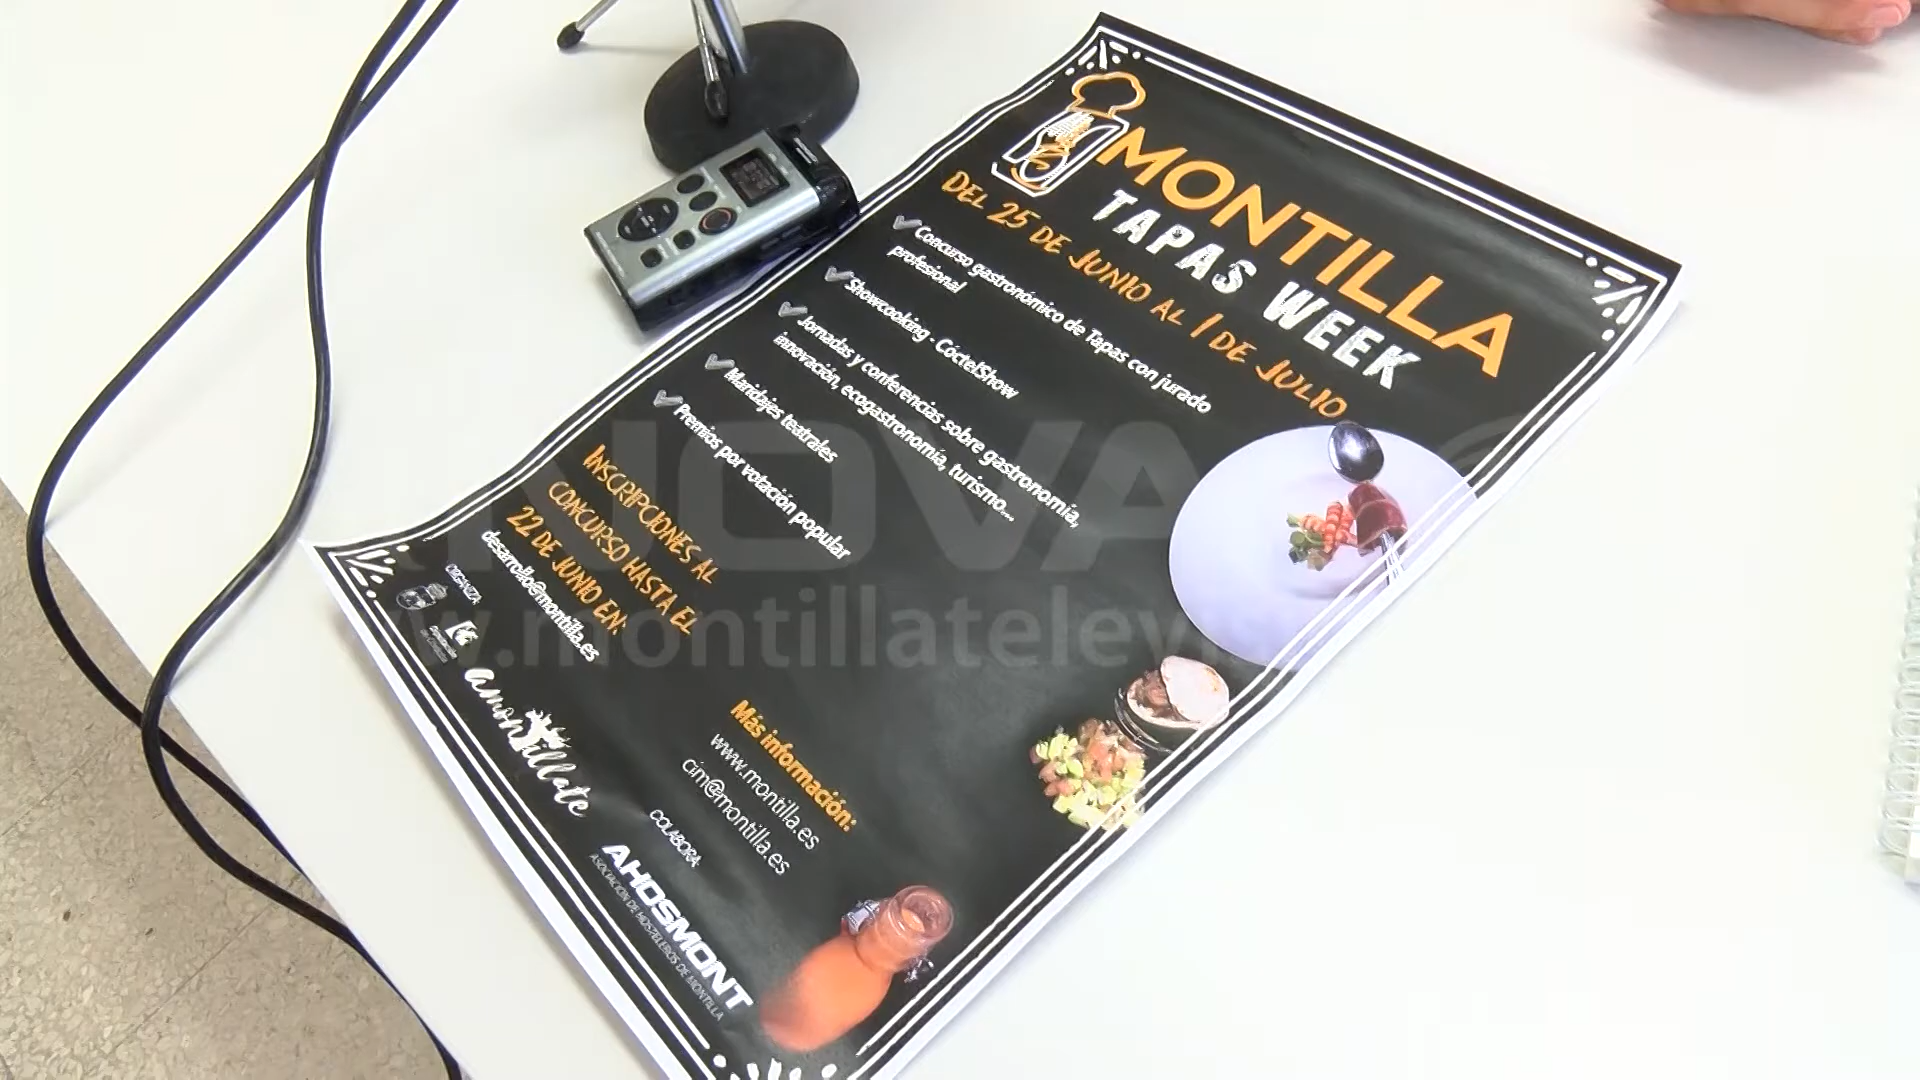 MONTILLA
TAPAS WEEK
DEL 25 DE JUNIO AL 1 DE JULIO
Concurso gastronómico de Tapas con jurado
profesional
Showcooking - CóctelShow
Jornadas y conferencias sobre gastronomía,
innovación, ecogastronomía, turismo...
Maridajes teatrales
Premios por votación popular
INSCRIPCIONES AL
CONCURSO HASTA EL
22 DE JUNIO EN:
desarrollo@montilla.es
ORGANIZA
amontíllate
Más información:
www.montilla.es
cim@montilla.es
COLABORA
AHOSMONT
ASOCIACIÓN DE HOSTELEROS DE MONTILLA
NOVA
w.montillatelevi